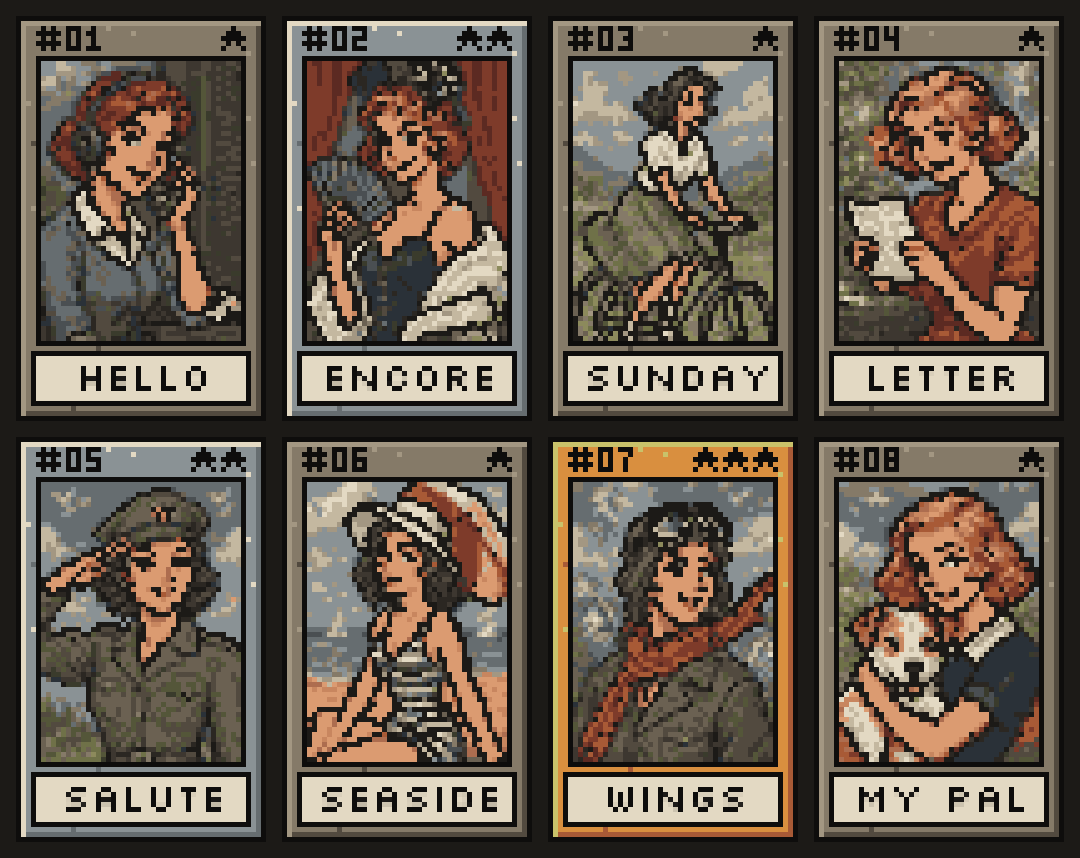 #01
HELLO
#02
ENCORE
#03
SUNDAY
#04
LETTER
#05
SALUTE
#06
SEASIDE
#07
WINGS
#08
MY PAL